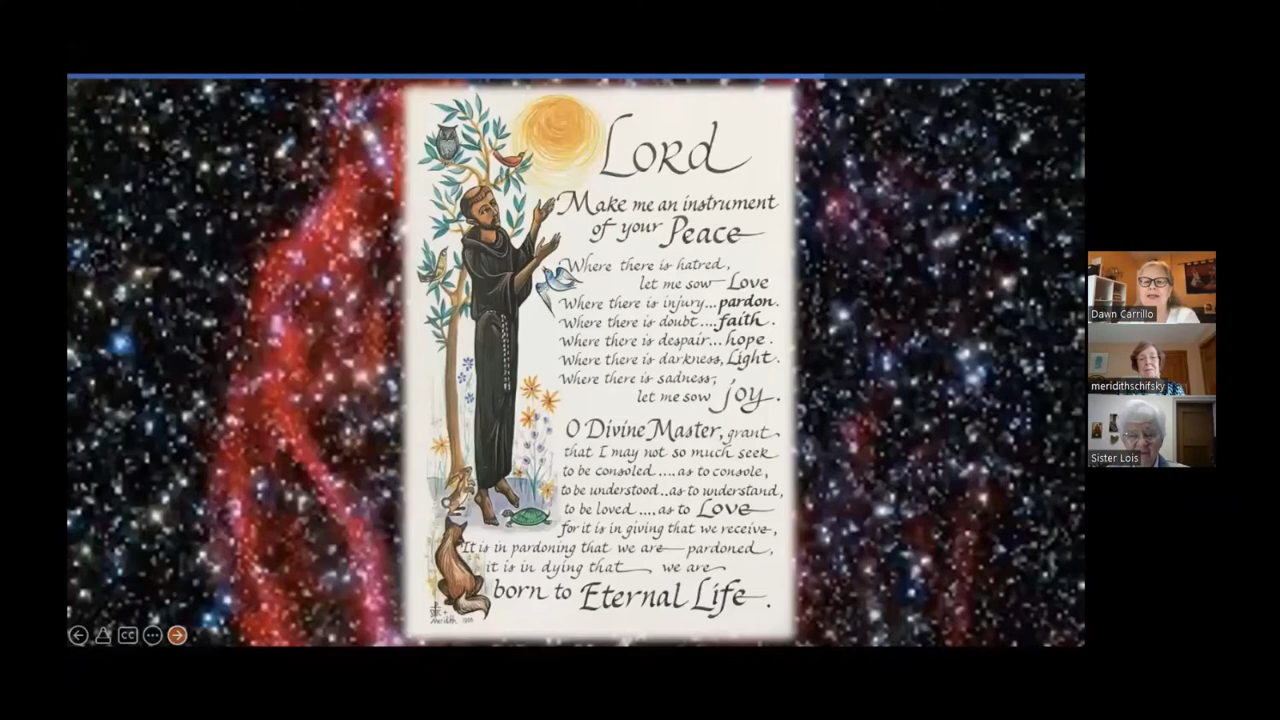 Lord
Make me an instrument
of your Peace
Where there is hatred,
let me sow Love
Where there is injury... pardon.
Where there is doubt .... faith.
Where there is despair... hope.
Where there is darkness, Light.
Where there is sadness;
let me sow joy.
O Divine Master, grant
that I may not so much seek
to be consoled .... as to console,
to be understood .. as to understand,
to be loved .... as to Love
for it is in giving that we receive,
It is in pardoning that we are pardoned,
it is in dying that we are
born to Eternal Life.
Meridith
CC
Dawn Carrillo
meridithschifsky
Sister Lois